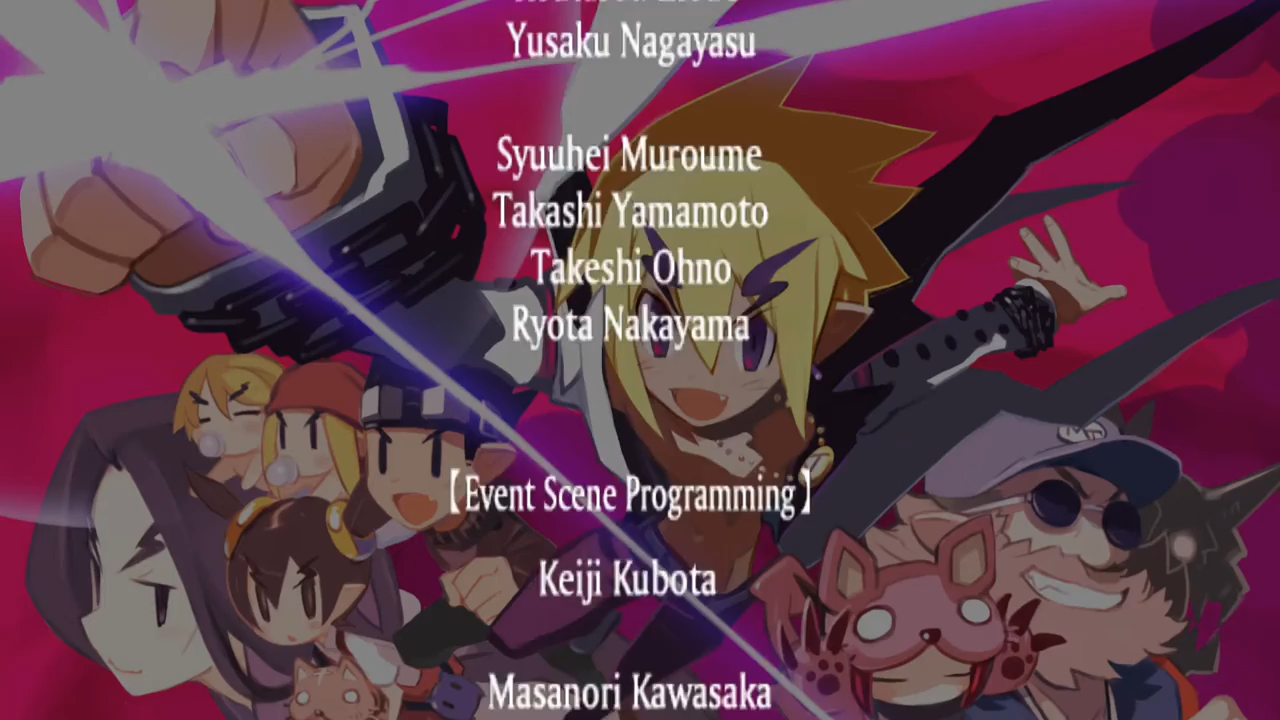 Yusaku Nagayasu
Syuuhei Muroume
Takashi Yamamoto
Takeshi Ohno
Ryota Nakayama
【Event Scene Programming】
Keiji Kubota
Masanori Kawasaka